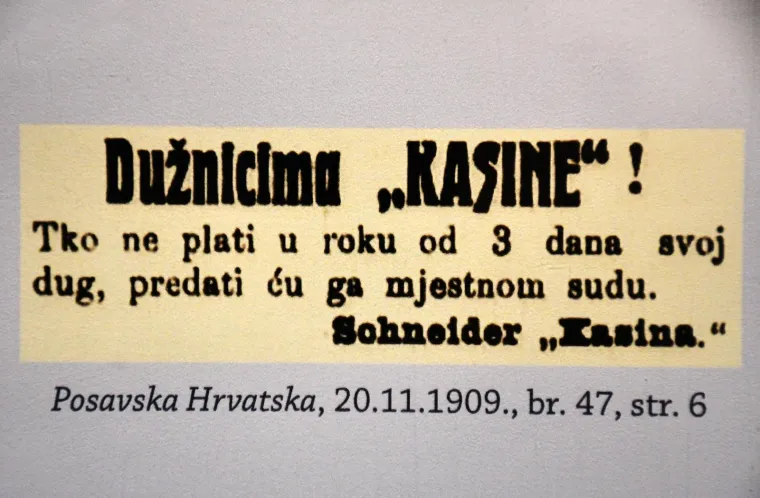 Dužnicima „KASINE“ !
Tko ne plati u roku od 3 dana svoj
dug, predati ću ga mjestnom sudu.
Schneider „Kasina.“
Posavska Hrvatska, 20.11.1909., br. 47, str. 6